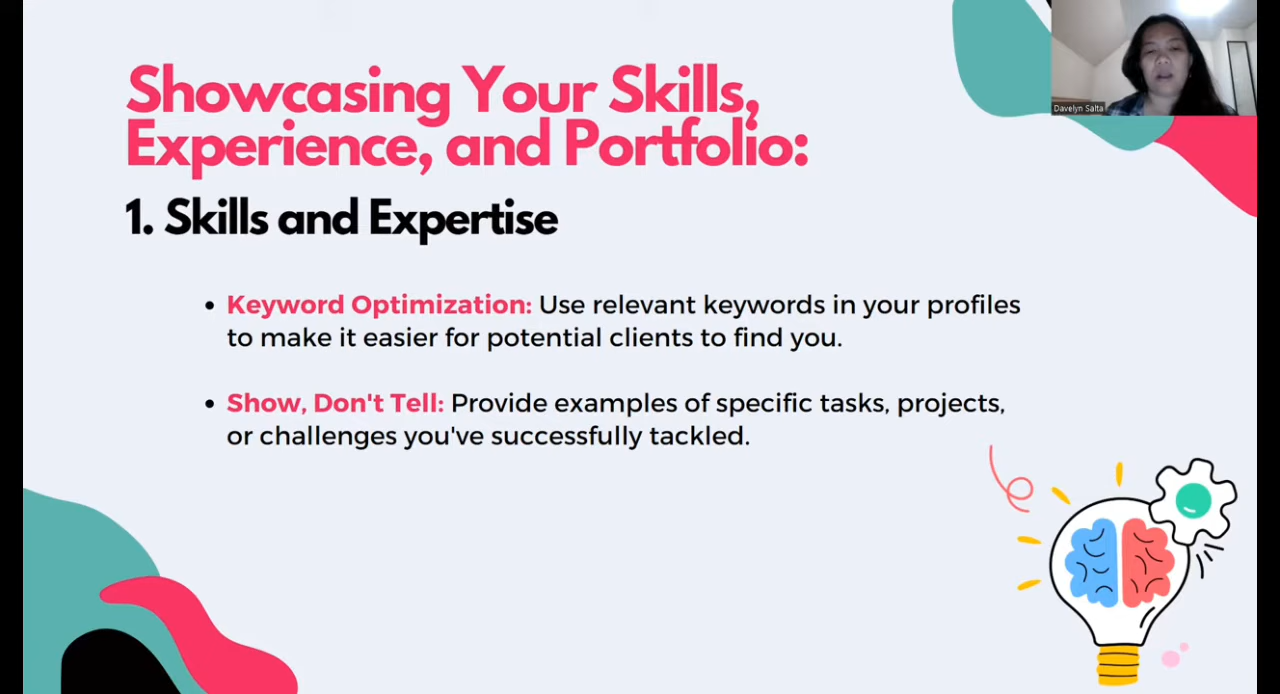 Showcasing Your Skills,
Experience, and Portfolio:
1. Skills and Expertise
• Keyword Optimization: Use relevant keywords in your profiles
to make it easier for potential clients to find you.
• Show, Don't Tell: Provide examples of specific tasks, projects,
or challenges you've successfully tackled.
Davelyn Salta